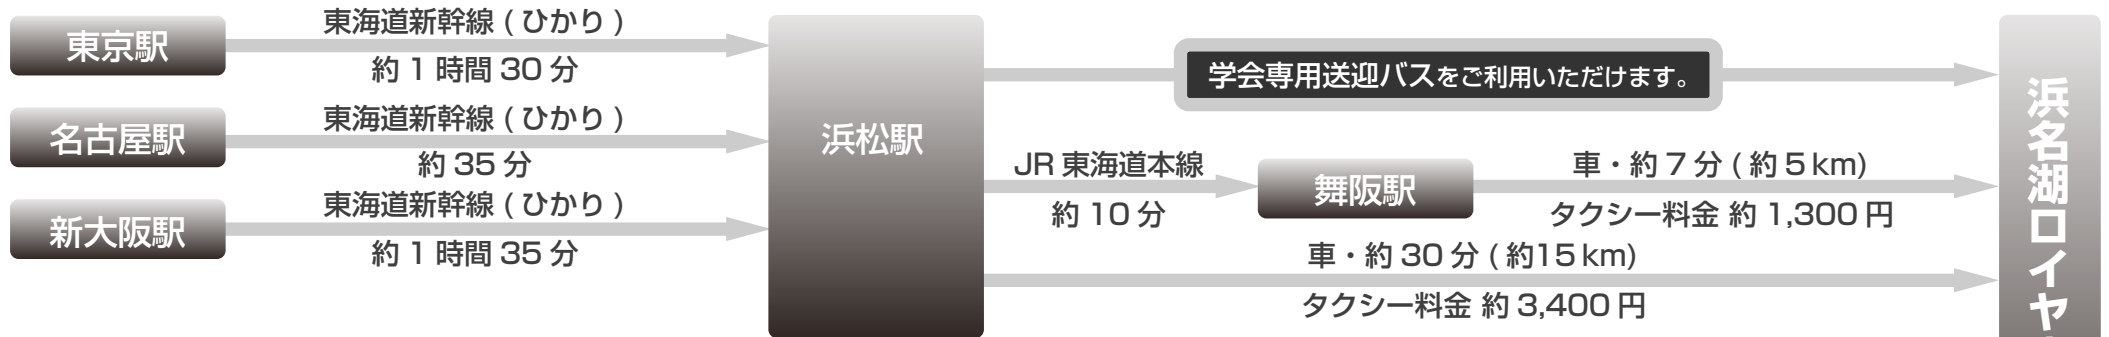 東海道新幹線 ( ひかり )
東京駅
約 1 時間 30 分
東海道新幹線 ( ひかり )
名古屋駅
約 35 分
東海道新幹線 ( ひかり )
新大阪駅
約 1 時間 35 分
浜松駅
学会専用送迎バスをご利用いただけます。
JR 東海道本線
約 10 分
舞阪駅
車・約 7 分 ( 約 5 km)
タクシー料金 約 1,300 円
車・約 30 分 ( 約15 km)
タクシー料金 約 3,400 円
浜名湖ロイヤ